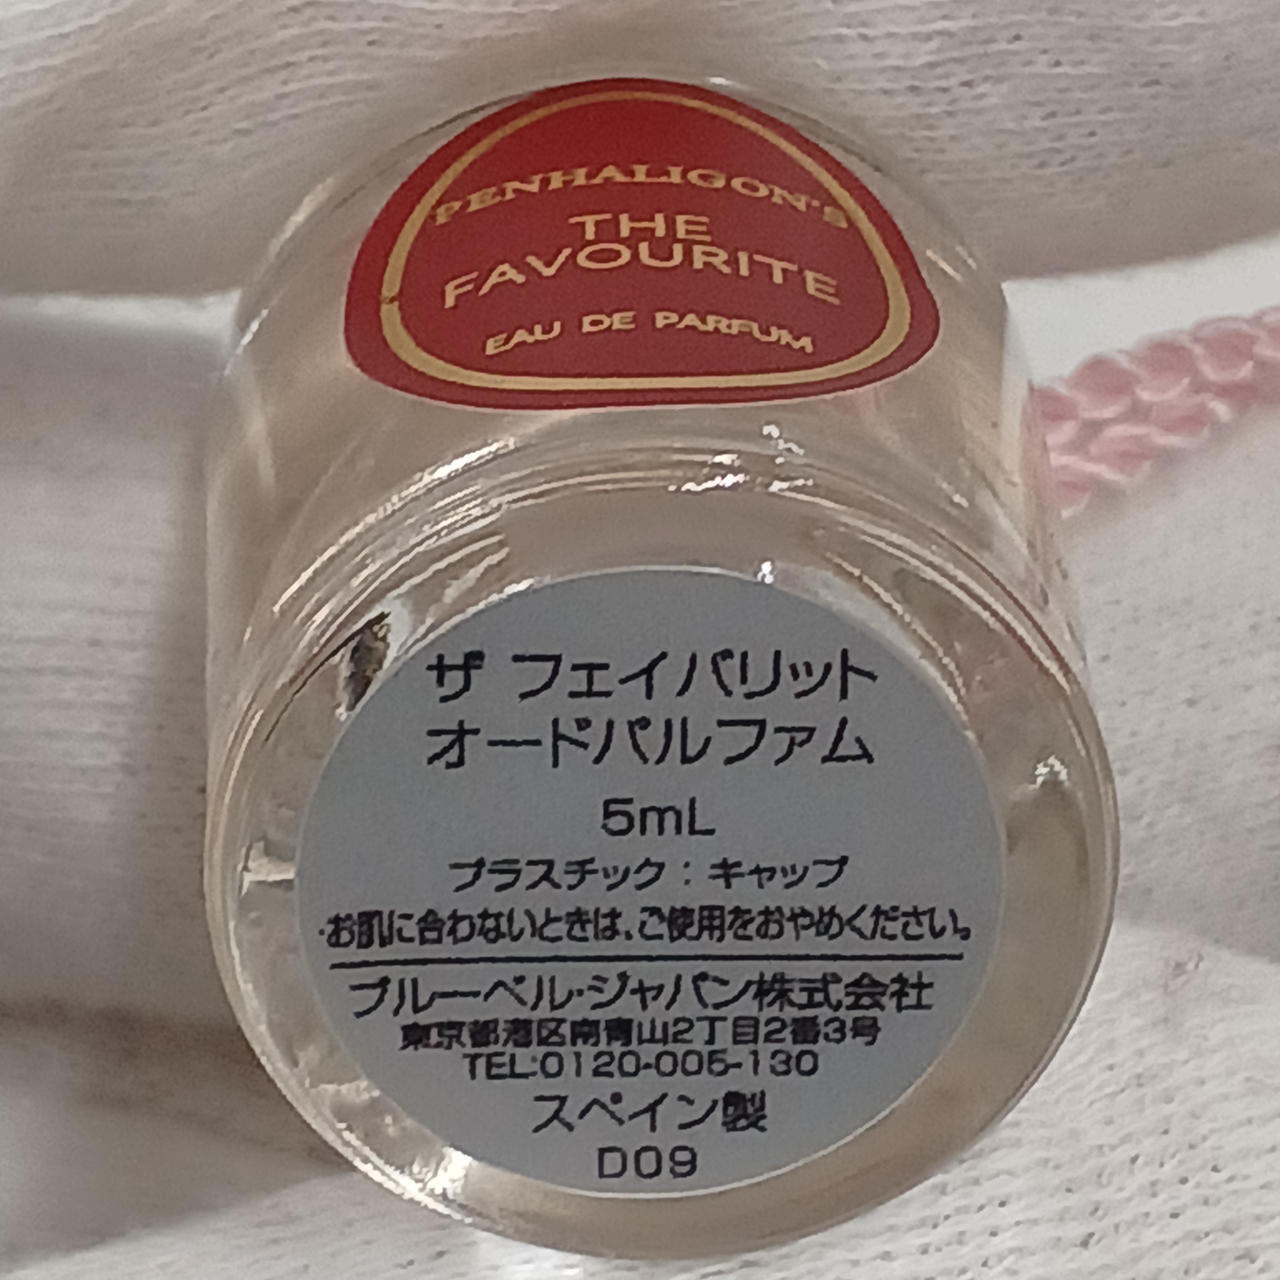 PENHALIGON'S
THE
FAVOURITE
EAU DE PARFUM
ザ フェイバリット
オードパルファム
5mL
プラスチック：キャップ
・お肌に合わないときは、ご使用をおやめください。
ブルーベル・ジャパン株式会社
東京都港区南青山2丁目2番3号
TEL:0120-005-130
スペイン製
D09